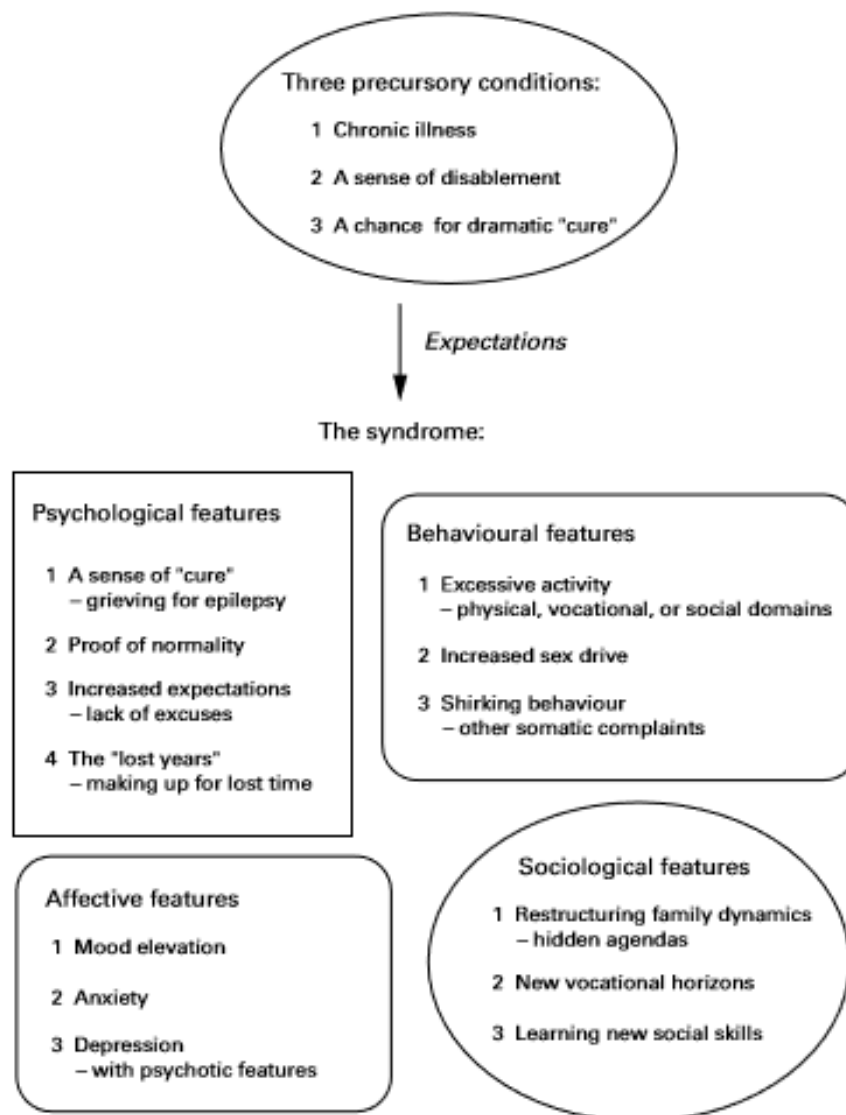 Three precursory conditions:
1 Chronic illness
2 A sense of disablement
3 A chance for dramatic "cure"
Expectations
The syndrome:
Psychological features
1 A sense of "cure"
– grieving for epilepsy
2 Proof of normality
3 Increased expectations
– lack of excuses
4 The "lost years"
– making up for lost time
Behavioural features
1 Excessive activity
– physical, vocational, or social domains
2 Increased sex drive
3 Shirking behaviour
– other somatic complaints
Affective features
1 Mood elevation
2 Anxiety
3 Depression
– with psychotic features
Sociological features
1 Restructuring family dynamics
– hidden agendas
2 New vocational horizons
3 Learning new social skills